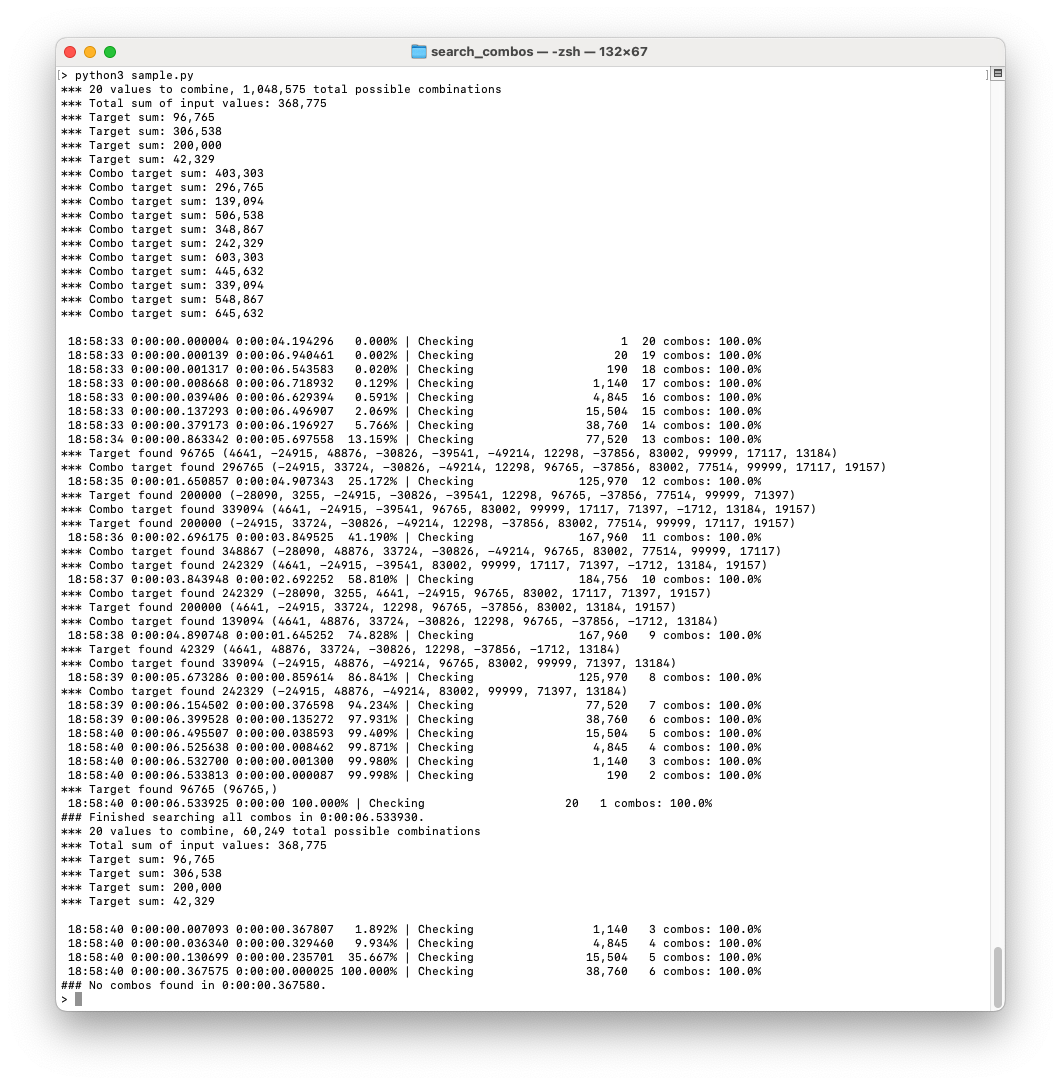 search_combos — -zsh — 132×67
[> python3 sample.py ]
*** 20 values to combine, 1,048,575 total possible combinations
*** Total sum of input values: 368,775
*** Target sum: 96,765
*** Target sum: 306,538
*** Target sum: 200,000
*** Target sum: 42,329
*** Combo target sum: 403,303
*** Combo target sum: 296,765
*** Combo target sum: 139,094
*** Combo target sum: 506,538
*** Combo target sum: 348,867
*** Combo target sum: 242,329
*** Combo target sum: 603,303
*** Combo target sum: 445,632
*** Combo target sum: 339,094
*** Combo target sum: 548,867
*** Combo target sum: 645,632
18:58:33 0:00:00.000004 0:00:04.194296 0.000% | Checking 1 20 combos: 100.0%
18:58:33 0:00:00.000139 0:00:06.940461 0.002% | Checking 20 19 combos: 100.0%
18:58:33 0:00:00.001317 0:00:06.543583 0.020% | Checking 190 18 combos: 100.0%
18:58:33 0:00:00.008668 0:00:06.718932 0.129% | Checking 1,140 17 combos: 100.0%
18:58:33 0:00:00.039406 0:00:06.629394 0.591% | Checking 4,845 16 combos: 100.0%
18:58:33 0:00:00.137293 0:00:06.496907 2.069% | Checking 15,504 15 combos: 100.0%
18:58:33 0:00:00.379173 0:00:06.196927 5.766% | Checking 38,760 14 combos: 100.0%
18:58:34 0:00:00.863342 0:00:05.697558 13.159% | Checking 77,520 13 combos: 100.0%
*** Target found 96765 (4641, -24915, 48876, -30826, -39541, -49214, 12298, -37856, 83002, 99999, 17117, 13184)
*** Combo target found 296765 (-24915, 33724, -30826, -49214, 12298, 96765, -37856, 83002, 77514, 99999, 17117, 19157)
18:58:35 0:00:01.650857 0:00:04.907343 25.172% | Checking 125,970 12 combos: 100.0%
*** Target found 200000 (-28090, 3255, -24915, -30826, -39541, 12298, 96765, -37856, 77514, 99999, 71397)
*** Combo target found 339094 (4641, -24915, -39541, 96765, 83002, 99999, 17117, 71397, -1712, 13184, 19157)
*** Target found 200000 (-24915, 33724, -30826, -49214, 12298, -37856, 83002, 77514, 99999, 17117, 19157)
18:58:36 0:00:02.696175 0:00:03.849525 41.190% | Checking 167,960 11 combos: 100.0%
*** Combo target found 348867 (-28090, 48876, 33724, -30826, -49214, 96765, 83002, 77514, 99999, 17117)
*** Combo target found 242329 (4641, -24915, -39541, 83002, 99999, 17117, 71397, -1712, 13184, 19157)
18:58:37 0:00:03.843948 0:00:02.692252 58.810% | Checking 184,756 10 combos: 100.0%
*** Combo target found 242329 (-28090, 3255, 4641, -24915, 96765, 83002, 17117, 71397, 19157)
*** Target found 200000 (4641, -24915, 33724, 12298, 96765, -37856, 83002, 13184, 19157)
*** Combo target found 139094 (4641, 48876, 33724, -30826, 12298, 96765, -37856, -1712, 13184)
18:58:38 0:00:04.890748 0:00:01.645252 74.828% | Checking 167,960 9 combos: 100.0%
*** Target found 42329 (4641, 48876, 33724, -30826, 12298, -37856, -1712, 13184)
*** Combo target found 339094 (-24915, 48876, -49214, 96765, 83002, 99999, 71397, 13184)
18:58:39 0:00:05.673286 0:00:00.859614 86.841% | Checking 125,970 8 combos: 100.0%
*** Combo target found 242329 (-24915, 48876, -49214, 83002, 99999, 71397, 13184)
18:58:39 0:00:06.154502 0:00:00.376598 94.234% | Checking 77,520 7 combos: 100.0%
18:58:39 0:00:06.399528 0:00:00.135272 97.931% | Checking 38,760 6 combos: 100.0%
18:58:40 0:00:06.495507 0:00:00.038593 99.409% | Checking 15,504 5 combos: 100.0%
18:58:40 0:00:06.525638 0:00:00.008462 99.871% | Checking 4,845 4 combos: 100.0%
18:58:40 0:00:06.532700 0:00:00.001300 99.980% | Checking 1,140 3 combos: 100.0%
18:58:40 0:00:06.533813 0:00:00.000087 99.998% | Checking 190 2 combos: 100.0%
*** Target found 96765 (96765,)
18:58:40 0:00:06.533925 0:00:00 100.000% | Checking 20 1 combos: 100.0%
### Finished searching all combos in 0:00:06.533930.
*** 20 values to combine, 60,249 total possible combinations
*** Total sum of input values: 368,775
*** Target sum: 96,765
*** Target sum: 306,538
*** Target sum: 200,000
*** Target sum: 42,329
18:58:40 0:00:00.007093 0:00:00.367807 1.892% | Checking 1,140 3 combos: 100.0%
18:58:40 0:00:00.036340 0:00:00.329460 9.934% | Checking 4,845 4 combos: 100.0%
18:58:40 0:00:00.130699 0:00:00.235701 35.667% | Checking 15,504 5 combos: 100.0%
18:58:40 0:00:00.367575 0:00:00.000025 100.000% | Checking 38,760 6 combos: 100.0%
### No combos found in 0:00:00.367580.
>